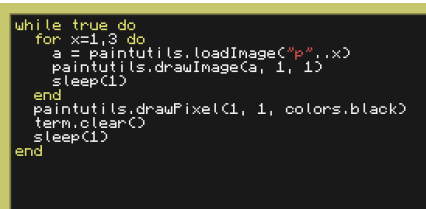 while true do
  for x=1,3 do
    a = paintutils.loadImage("p"..x)
    paintutils.drawImage(a, 1, 1)
    sleep(1)
  end
  paintutils.drawPixel(1, 1, colors.black)
  term.clear()
  sleep(1)
end